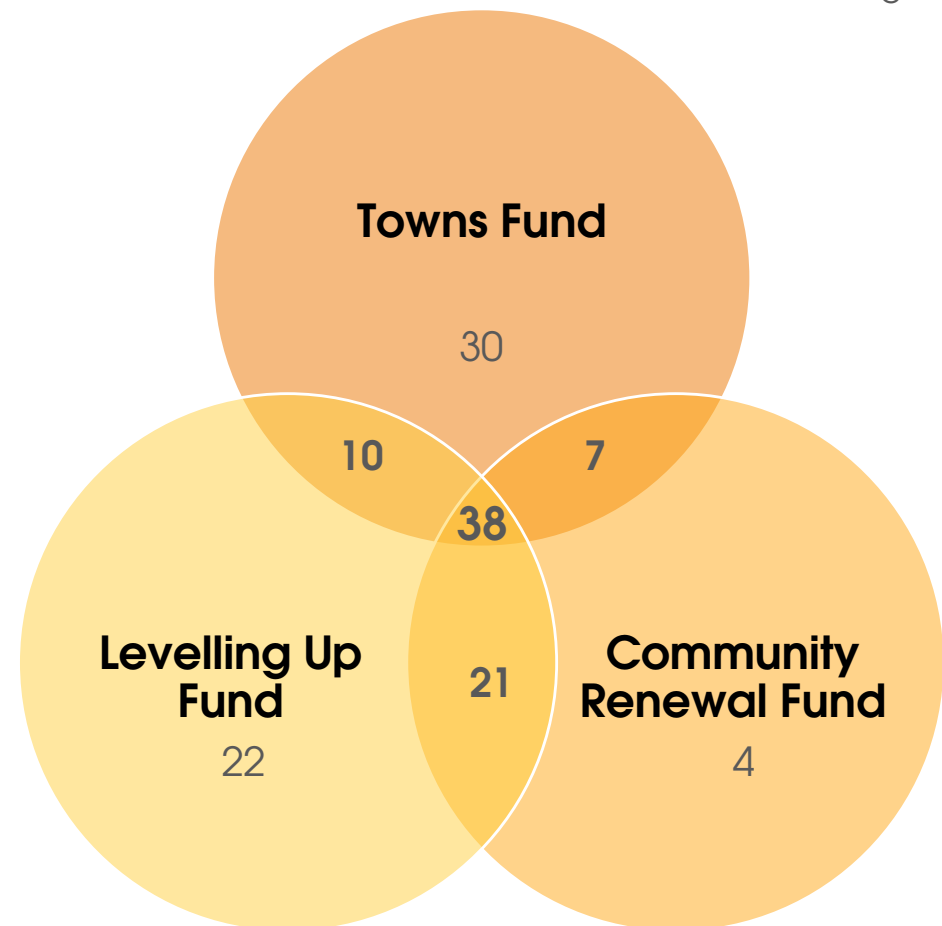 Towns Fund
30
10
7
38
Levelling Up
Fund
22
21
Community
Renewal Fund
4